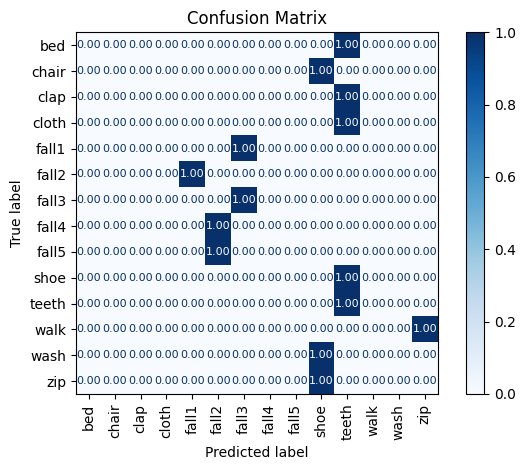 Confusion Matrix
True label
bed 0.00 0.00 0.00 0.00 0.00 0.00 0.00 0.00 0.00 0.00 1.00 0.00 0.00 0.00
chair 0.00 0.00 0.00 0.00 0.00 0.00 0.00 0.00 0.00 1.00 0.00 0.00 0.00 0.00
clap 0.00 0.00 0.00 0.00 0.00 0.00 0.00 0.00 0.00 0.00 1.00 0.00 0.00 0.00
cloth 0.00 0.00 0.00 0.00 0.00 0.00 0.00 0.00 0.00 0.00 1.00 0.00 0.00 0.00
fall1 0.00 0.00 0.00 0.00 0.00 0.00 1.00 0.00 0.00 0.00 0.00 0.00 0.00 0.00
fall2 0.00 0.00 0.00 0.00 1.00 0.00 0.00 0.00 0.00 0.00 0.00 0.00 0.00 0.00
fall3 0.00 0.00 0.00 0.00 0.00 0.00 1.00 0.00 0.00 0.00 0.00 0.00 0.00 0.00
fall4 0.00 0.00 0.00 0.00 0.00 1.00 0.00 0.00 0.00 0.00 0.00 0.00 0.00 0.00
fall5 0.00 0.00 0.00 0.00 0.00 1.00 0.00 0.00 0.00 0.00 0.00 0.00 0.00 0.00
shoe 0.00 0.00 0.00 0.00 0.00 0.00 0.00 0.00 0.00 0.00 1.00 0.00 0.00 0.00
teeth 0.00 0.00 0.00 0.00 0.00 0.00 0.00 0.00 0.00 0.00 1.00 0.00 0.00 0.00
walk 0.00 0.00 0.00 0.00 0.00 0.00 0.00 0.00 0.00 0.00 0.00 0.00 0.00 1.00
wash 0.00 0.00 0.00 0.00 0.00 0.00 0.00 0.00 0.00 1.00 0.00 0.00 0.00 0.00
zip 0.00 0.00 0.00 0.00 0.00 0.00 0.00 0.00 0.00 1.00 0.00 0.00 0.00 0.00
bed chair clap cloth fall1 fall2 fall3 fall4 fall5 shoe teeth walk wash zip
Predicted label
1.0
0.8
0.6
0.4
0.2
0.0